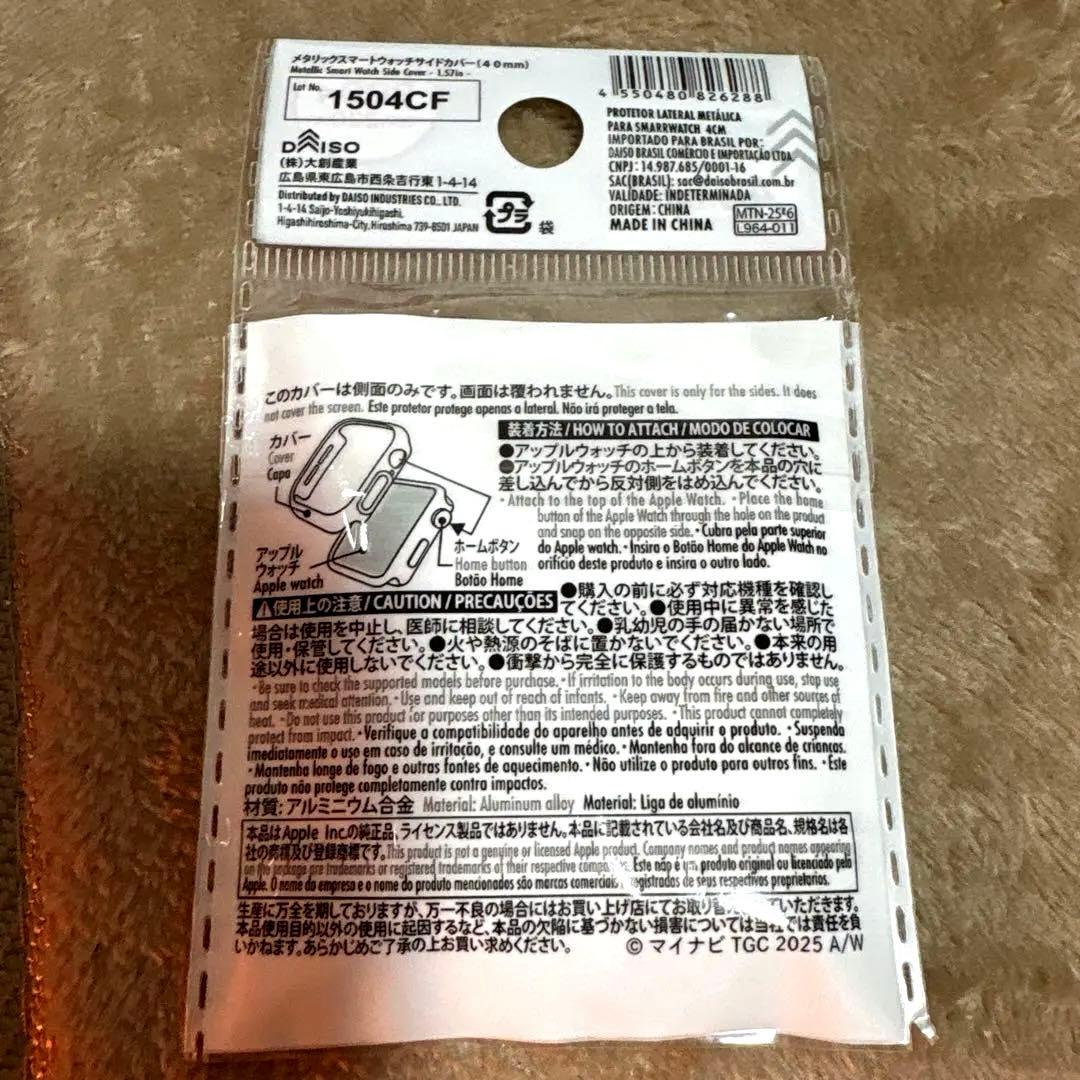 メタリックスマートウォッチサイドカバー(40mm)
Metallic Smart Watch Side Cover - 1.57in -
Lot No.
1504CF
DAISO
(株)大創産業
広島県東広島市西条吉行東1-4-14
Distributed by DAISO INDUSTRIES CO., LTD.
1-4-14 Saijo-Yoshiyukihigashi,
Higashihiroshima-City, Hiroshima 739-8501 JAPAN
プラ
袋
4 550480 826288
PROTETOR LATERAL METÁLICA
PARA SMARRWATCH 4CM
IMPORTADO PARA BRASIL POR:
DAISO BRASIL COMÉRCIO E IMPORTAÇÃO LTDA.
CNPJ: 14.987.685/0001-16
SAC(BRASIL): sac@daisobrasil.com.br
VALIDADE: INDETERMINADA
ORIGEM: CHINA
MADE IN CHINA
MTN-25*6
L964-011
このカバーは側面のみです。画面は覆われません。This cover is only for the sides. It does
not cover the screen. Este protetor protege apenas a lateral. Não irá proteger a tela.
カバー
Cover
Capa
アップル
ウォッチ
Apple watch
ホームボタン
Home button
Botão Home
装着方法 / HOW TO ATTACH / MODO DE COLOCAR
●アップルウォッチの上から装着してください。
●アップルウォッチのホームボタンを本品の穴に
差し込んでから反対側をはめ込んでください。
・Attach to the top of the Apple Watch. ・Place the home
button of the Apple Watch through the hole on the product
and snap on the opposite side. ・Cubra pela parte superior
do Apple watch. ・Insira o Botão Home do Apple Watch no
orifício deste produto e insira o outro lado.
⚠使用上の注意 / CAUTION / PRECAUÇÕES
●購入の前に必ず対応機種を確認し
てください。●使用中に異常を感じた
場合は使用を中止し、医師に相談してください。●乳幼児の手の届かない場所で
使用・保管してください。●火や熱源のそばに置かないでください。●本来の用
途以外に使用しないでください。●衝撃から完全に保護するものではありません。
・Be sure to check the supported models before purchase. ・If irritation to the body occurs during use, stop use
and seek medical attention. ・Use and keep out of reach of infants. ・Keep away from fire and other sources of
heat. ・Do not use this product for purposes other than its intended purposes. ・This product cannot completely
protect from impact. ・Verifique a compatibilidade do aparelho antes de adquirir o produto. ・Suspenda
imediatamente o uso em caso de irritacão, e consulte um médico. ・Mantenha fora do alcance de criancas.
・Mantenha longe de fogo e outras fontes de aquecimento. ・Não utilize o produto para outros fins. ・Este
produto não protege completamente contra impactos.
材質: アルミニウム合金 Material: Aluminum alloy Material: Liga de alumínio
本品はApple Inc.の純正品、ライセンス製品ではありません。本品に記載されている会社名及び商品名、規格名は各
社の商標及び登録商標です。This product is not a genuine or licensed Apple product. Company names and product names appearing
on the package are trademarks or registered trademarks of their respective Este não é um produto original ou licenciado pela
Apple. O nome da empresa e o nome do produto mencionados são marcas comerciais registradas de seus respectivos proprietarios.
生産に万全を期しておりますが、万一不良の場合にはお買い上げ店にてお取り いただきます。
本品使用目的以外の使用に起因するなど、本品の欠陥に基づかない損害については当社では責任を負
いかねます。あらかじめご了承の上お買い求めください。
© マイナビ TGC 2025 A/W